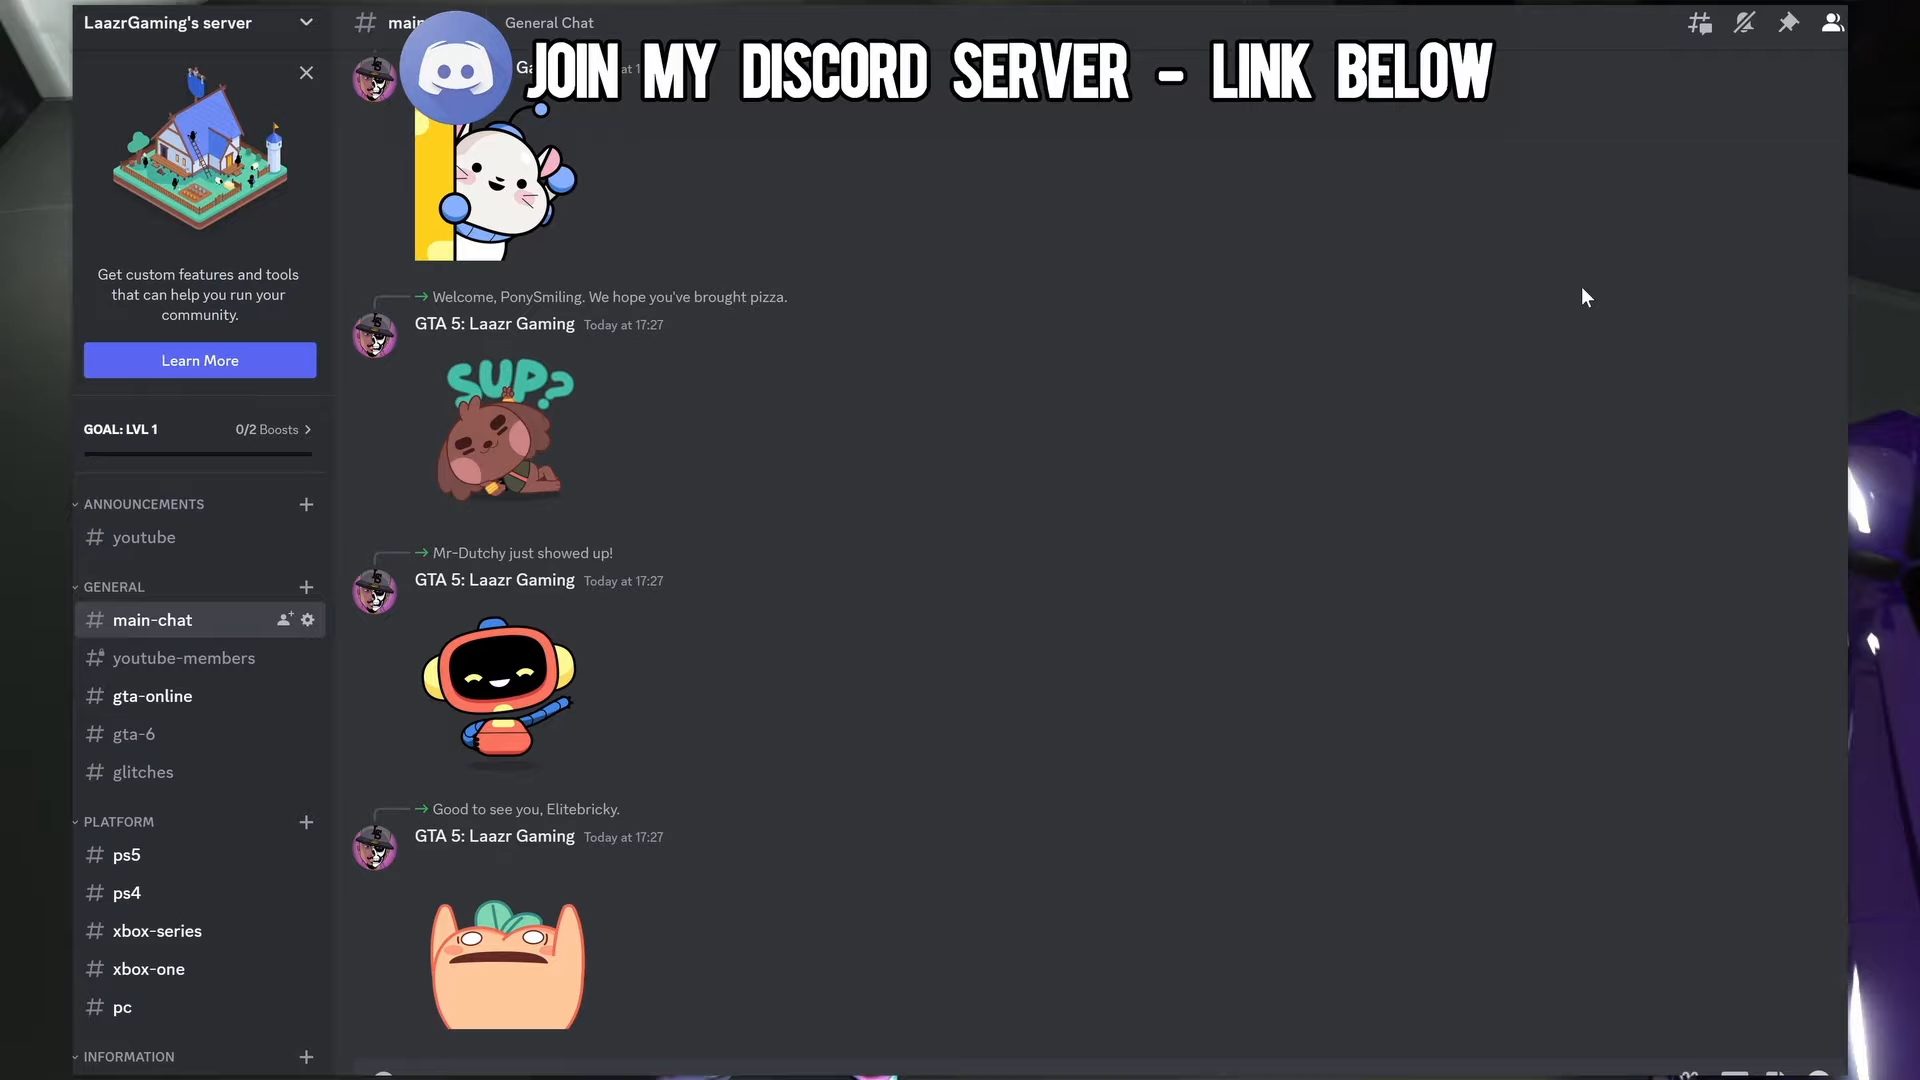 LaazrGaming's server
General Chat
JOIN MY DISCORD SERVER - LINK BELOW
Get custom features and tools
that can help you run your
community.
Learn More
GOAL: LVL 1
0/2 Boosts
ANNOUNCEMENTS
youtube
GENERAL
main-chat
youtube-members
gta-online
gta-6
glitches
PLATFORM
ps5
ps4
xbox-series
xbox-one
pc
INFORMATION
Welcome, PonySmiling. We hope you've brought pizza.
GTA 5: Laazr Gaming Today at 17:27
SUP?
Mr-Dutchy just showed up!
GTA 5: Laazr Gaming Today at 17:27
Good to see you, Elitebricky.
GTA 5: Laazr Gaming Today at 17:27